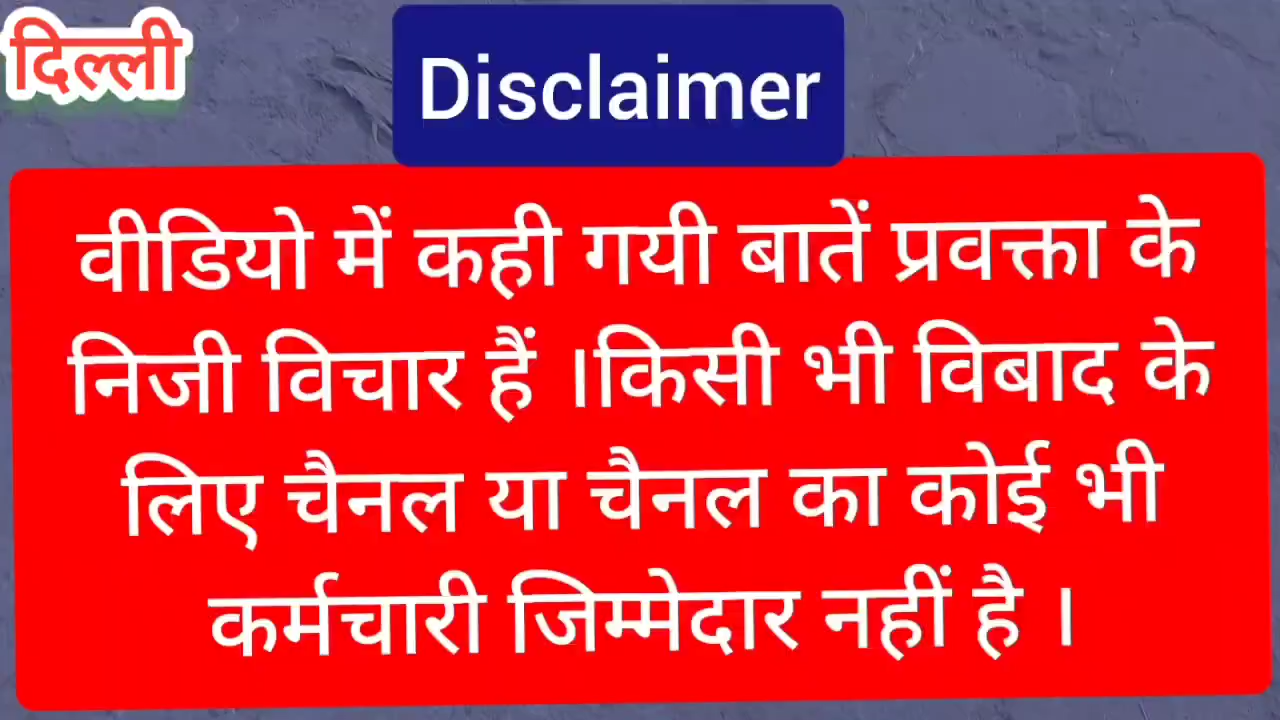 दिल्ली
Disclaimer
वीडियो में कही गयी बातें प्रवक्ता के
निजी विचार हैं ।किसी भी विबाद के
लिए चैनल या चैनल का कोई भी
कर्मचारी जिम्मेदार नहीं है ।